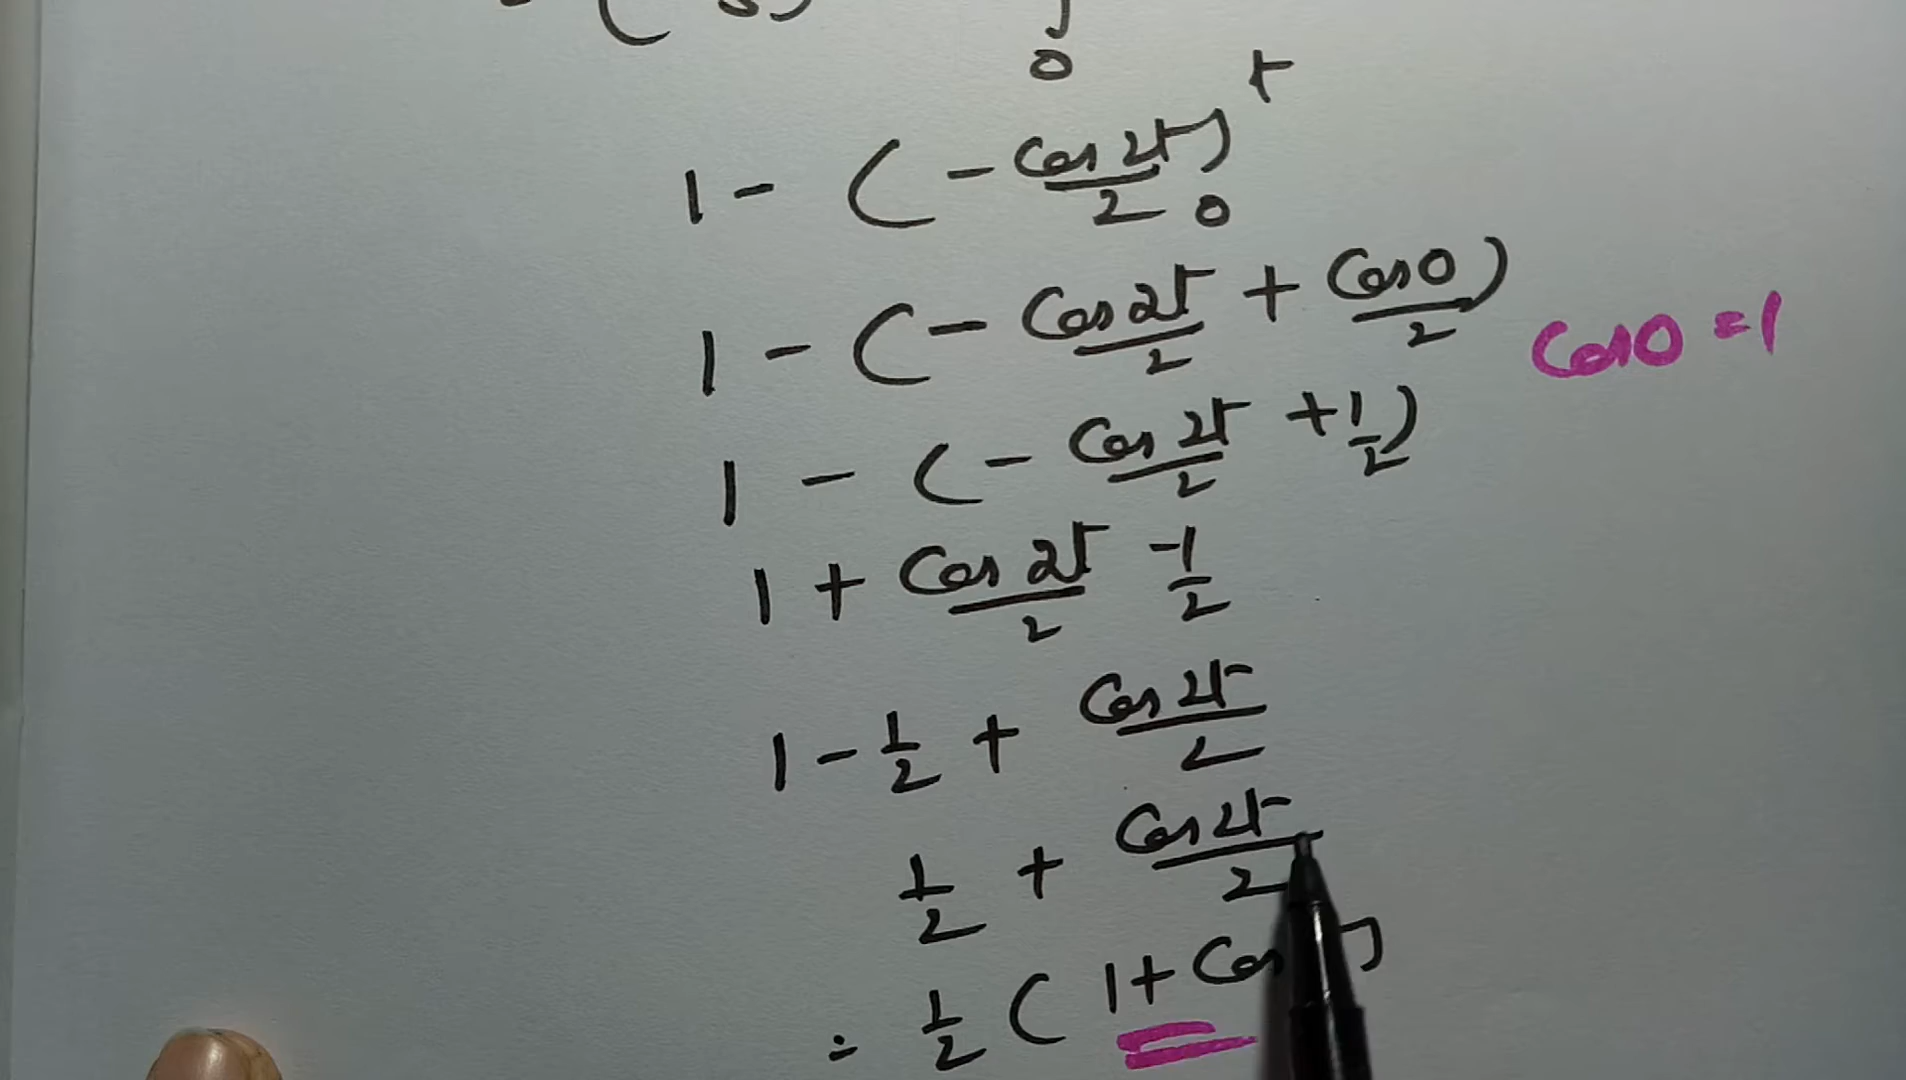 0
1 - ( - cos 2t / 2 ) t 0
1 - ( - cos 2t / 2 + cos 0 / 2 )
cos 0 = 1
1 - ( - cos 2t / 2 + 1/2 )
1 + cos 2t / 2 - 1/2
1 - 1/2 + cos 2t / 2
1/2 + cos 2t / 2
= 1/2 ( 1 + cos )